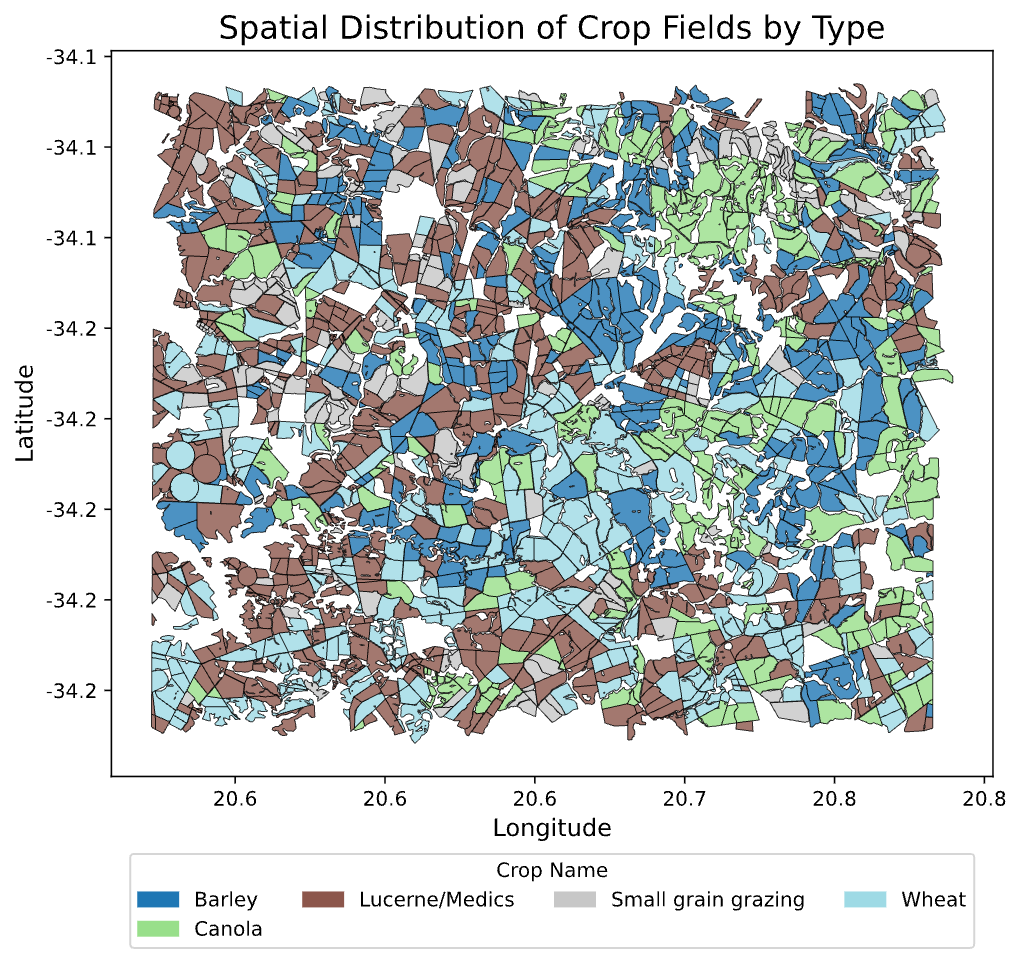 Spatial Distribution of Crop Fields by Type
-34.1
-34.1
-34.1
-34.2
-34.2
-34.2
-34.2
-34.2
Latitude
20.6
20.6
20.6
20.7
20.8
20.8
Longitude
Crop Name
Barley
Lucerne/Medics
Small grain grazing
Wheat
Canola